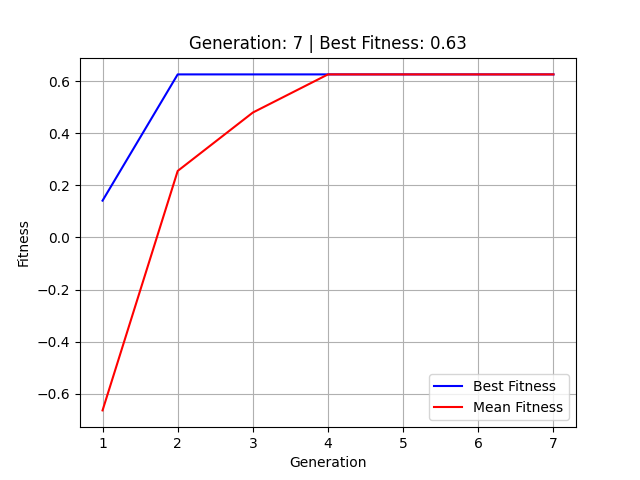 Generation: 7 | Best Fitness: 0.63
Fitness
0.6
0.4
0.2
0.0
−0.2
−0.4
−0.6
Best Fitness
Mean Fitness
1 2 3 4 5 6 7
Generation